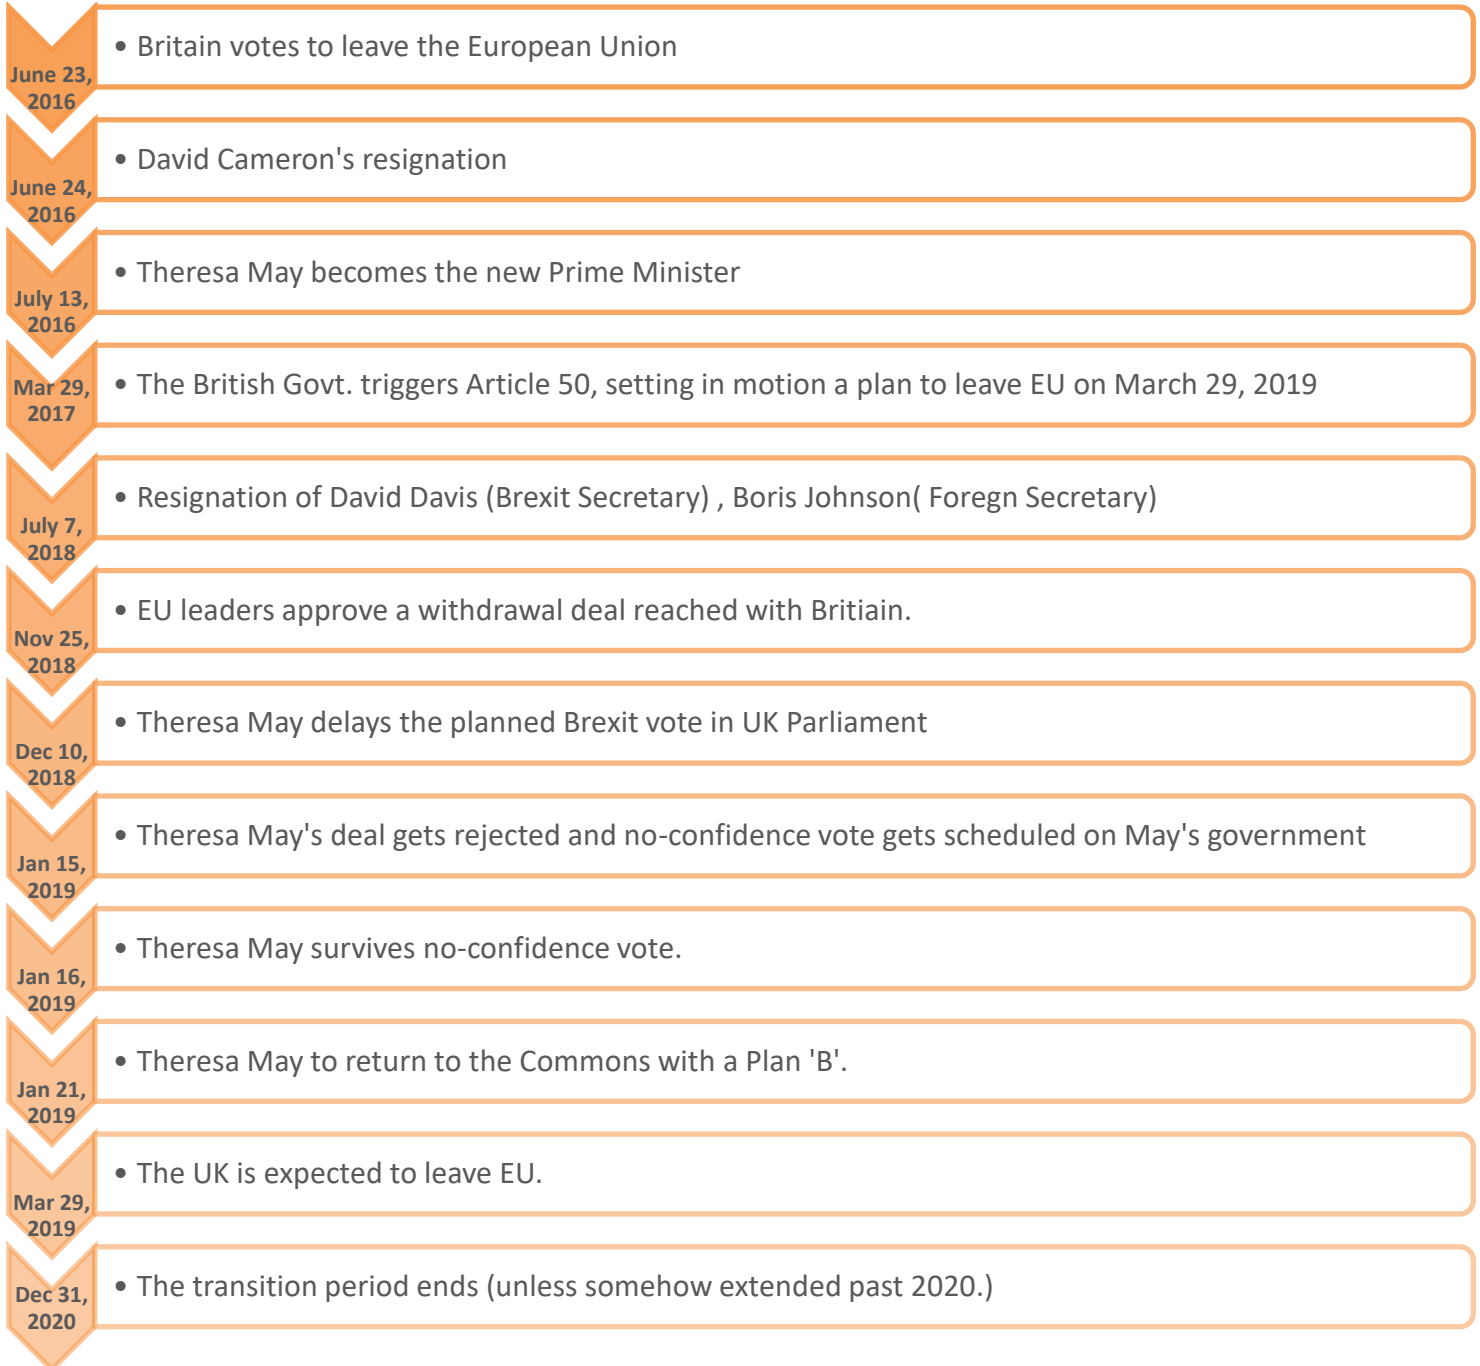 June 23,
2016
• Britain votes to leave the European Union
June 24,
2016
• David Cameron's resignation
July 13,
2016
• Theresa May becomes the new Prime Minister
Mar 29,
2017
• The British Govt. triggers Article 50, setting in motion a plan to leave EU on March 29, 2019
July 7,
2018
• Resignation of David Davis (Brexit Secretary) , Boris Johnson( Foregn Secretary)
Nov 25,
2018
• EU leaders approve a withdrawal deal reached with Britiain.
Dec 10,
2018
• Theresa May delays the planned Brexit vote in UK Parliament
Jan 15,
2019
• Theresa May's deal gets rejected and no-confidence vote gets scheduled on May's government
Jan 16,
2019
• Theresa May survives no-confidence vote.
Jan 21,
2019
• Theresa May to return to the Commons with a Plan 'B'.
Mar 29,
2019
• The UK is expected to leave EU.
Dec 31,
2020
• The transition period ends (unless somehow extended past 2020.)